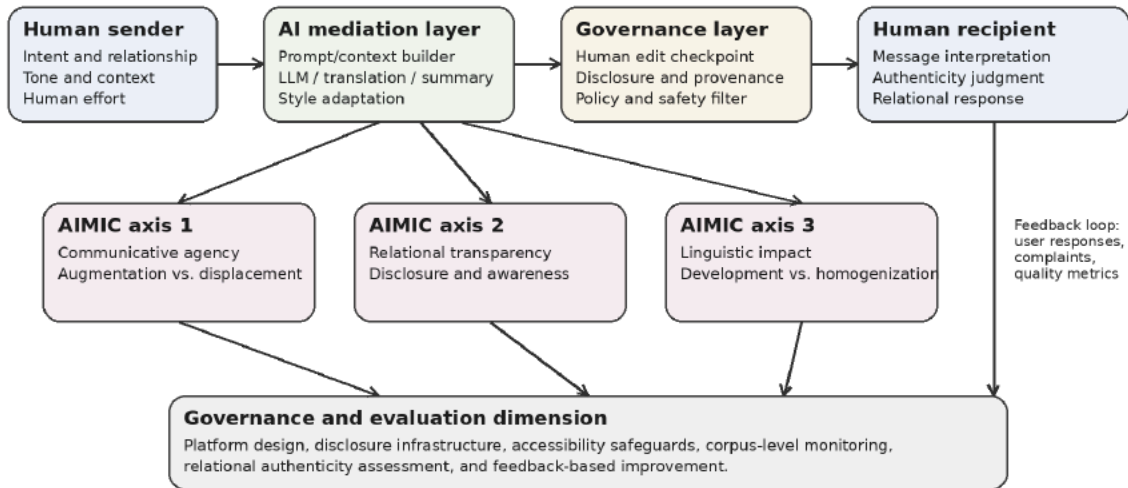 Human sender
Intent and relationship
Tone and context
Human effort
AI mediation layer
Prompt/context builder
LLM / translation / summary
Style adaptation
Governance layer
Human edit checkpoint
Disclosure and provenance
Policy and safety filter
Human recipient
Message interpretation
Authenticity judgment
Relational response
AIMIC axis 1
Communicative agency
Augmentation vs. displacement
AIMIC axis 2
Relational transparency
Disclosure and awareness
AIMIC axis 3
Linguistic impact
Development vs. homogenization
Feedback loop:
user responses,
complaints,
quality metrics
Governance and evaluation dimension
Platform design, disclosure infrastructure, accessibility safeguards, corpus-level monitoring,
relational authenticity assessment, and feedback-based improvement.